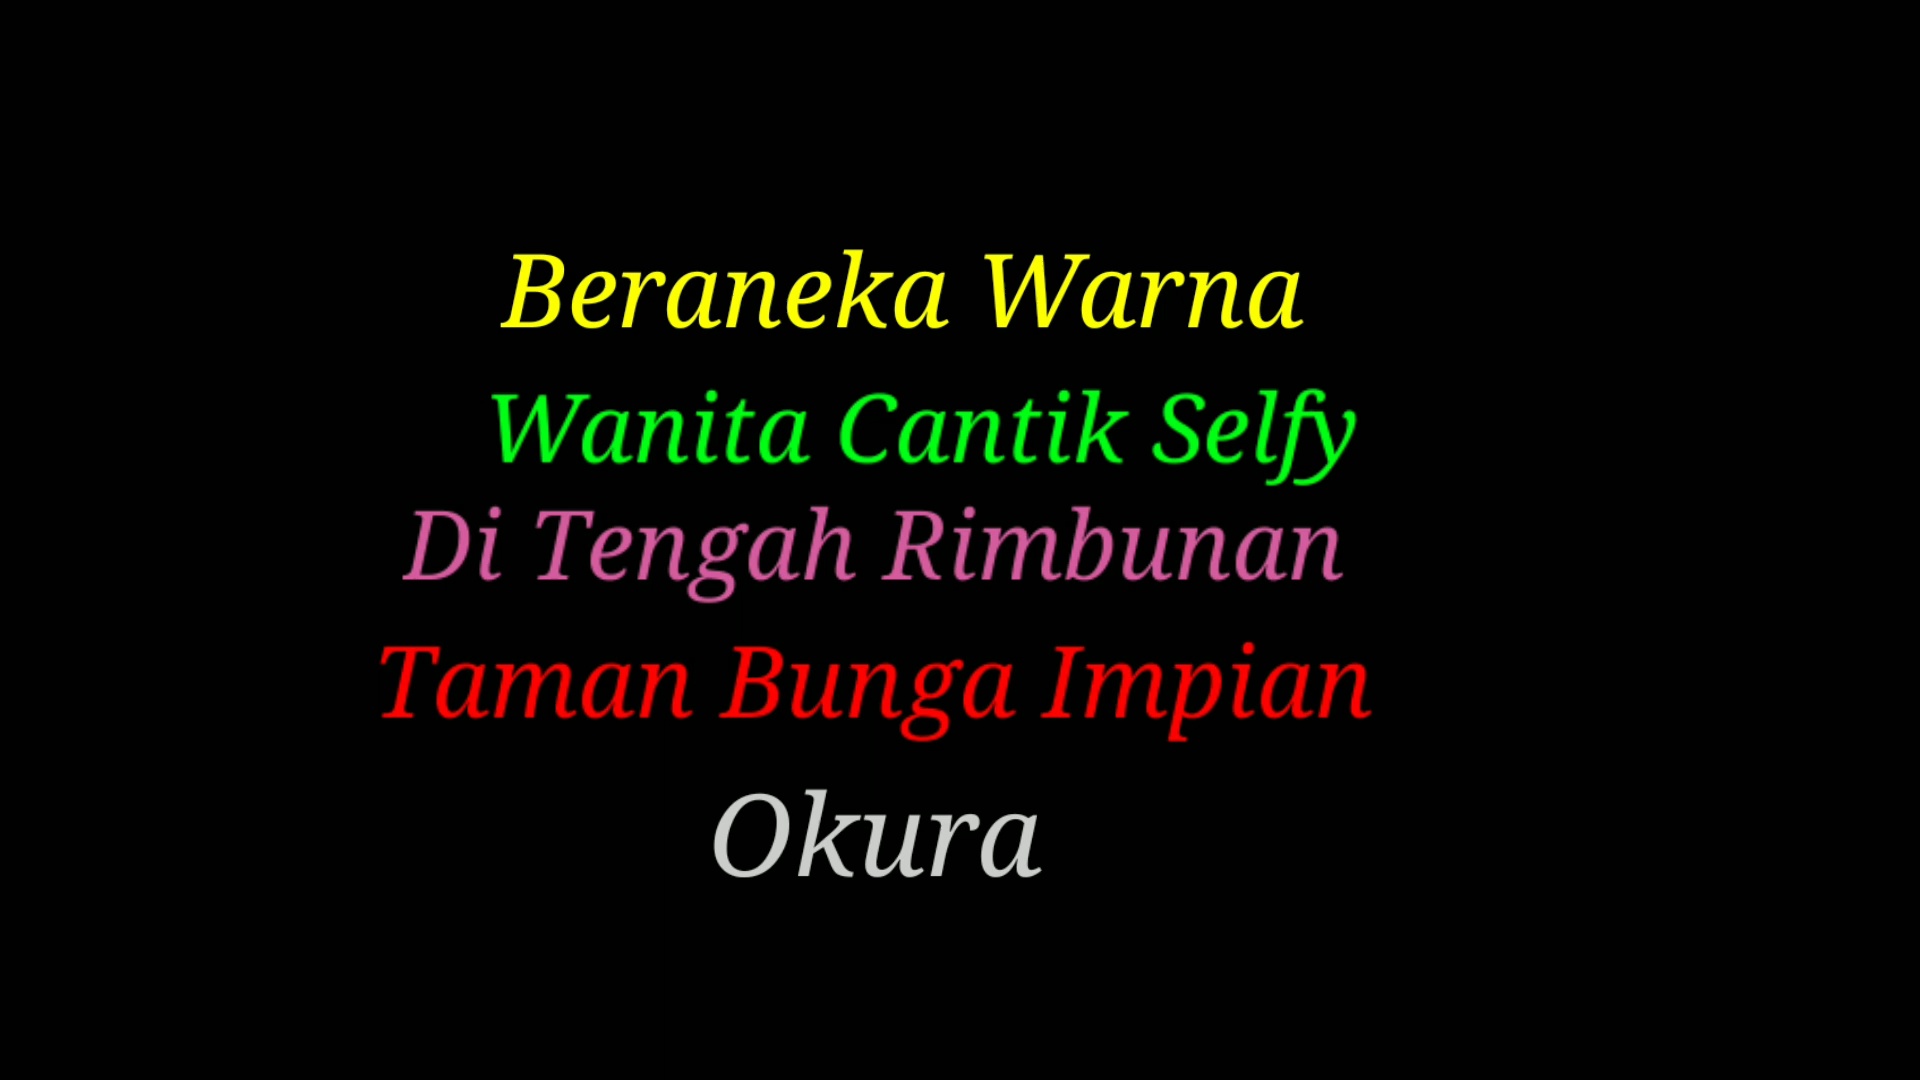 Beraneka Warna
Wanita Cantik Selfy
Di Tengah Rimbunan
Taman Bunga Impian
Okura